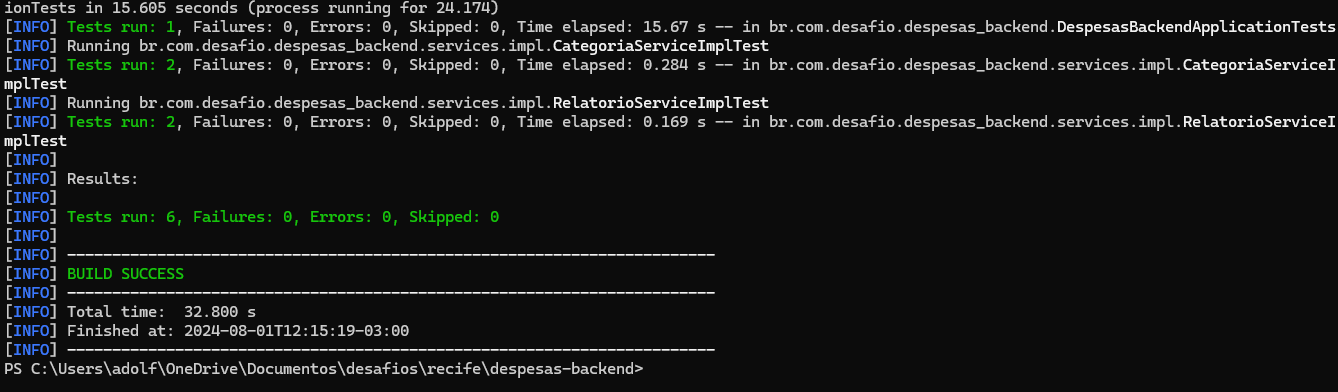 ionTests in 15.605 seconds (process running for 24.174)
[INFO] Tests run: 1, Failures: 0, Errors: 0, Skipped: 0, Time elapsed: 15.67 s -- in br.com.desafio.despesas_backend.DespesasBackendApplicationTests
[INFO] Running br.com.desafio.despesas_backend.services.impl.CategoriaServiceImplTest
[INFO] Tests run: 2, Failures: 0, Errors: 0, Skipped: 0, Time elapsed: 0.284 s -- in br.com.desafio.despesas_backend.services.impl.CategoriaServiceI
mplTest
[INFO] Running br.com.desafio.despesas_backend.services.impl.RelatorioServiceImplTest
[INFO] Tests run: 2, Failures: 0, Errors: 0, Skipped: 0, Time elapsed: 0.169 s -- in br.com.desafio.despesas_backend.services.impl.RelatorioServiceI
mplTest
[INFO]
[INFO] Results:
[INFO]
[INFO] Tests run: 6, Failures: 0, Errors: 0, Skipped: 0
[INFO]
[INFO] ------------------------------------------------------------------------
[INFO] BUILD SUCCESS
[INFO] ------------------------------------------------------------------------
[INFO] Total time:  32.800 s
[INFO] Finished at: 2024-08-01T12:15:19-03:00
[INFO] ------------------------------------------------------------------------
PS C:\Users\adolf\OneDrive\Documentos\desafios\recife\despesas-backend>